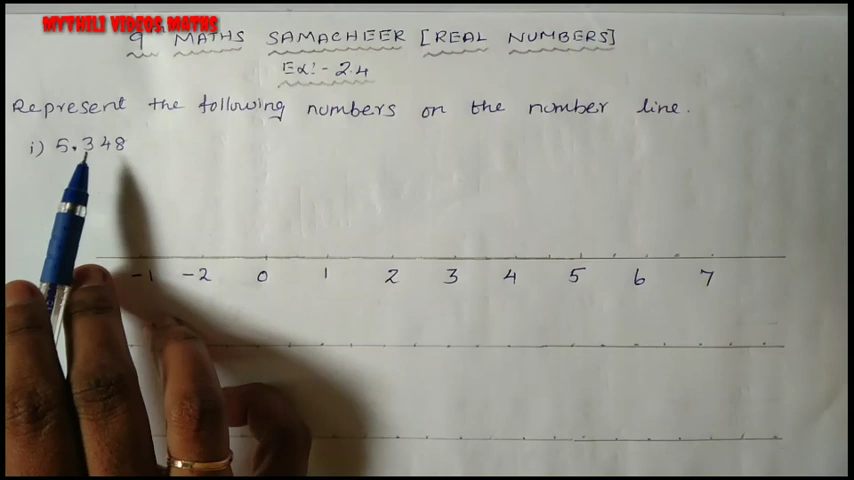 MYTHILI VIDEOS MATHS
9th MATHS SAMACHEER [REAL NUMBERS]
Ex:- 2.4
Represent the following numbers on the number line.
i) 5.348
-1 -2 0 1 2 3 4 5 6 7